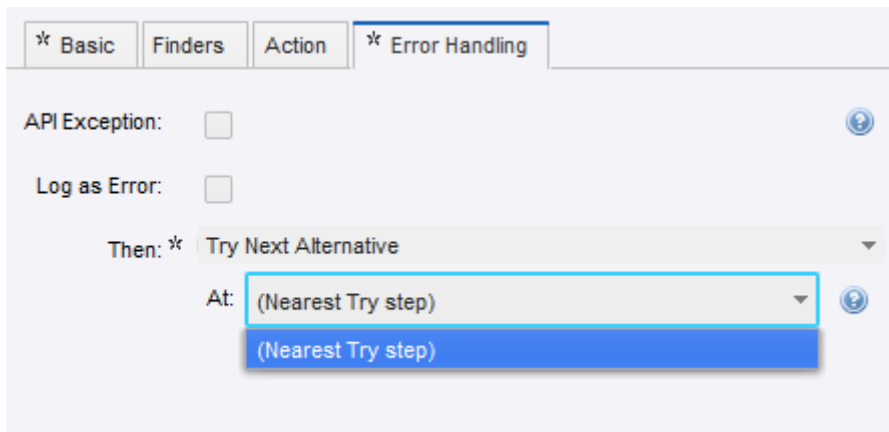 * Basic
Finders
Action
* Error Handling
API Exception:
Log as Error:
Then: * Try Next Alternative
At: (Nearest Try step)
(Nearest Try step)